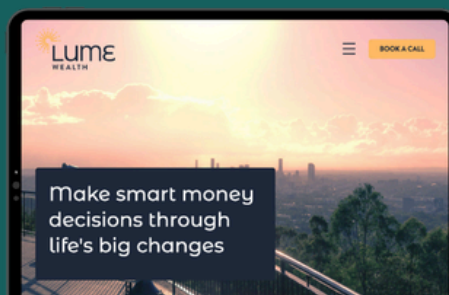 LUME
WEALTH
BOOK A CALL
Make smart money
decisions through
life's big changes